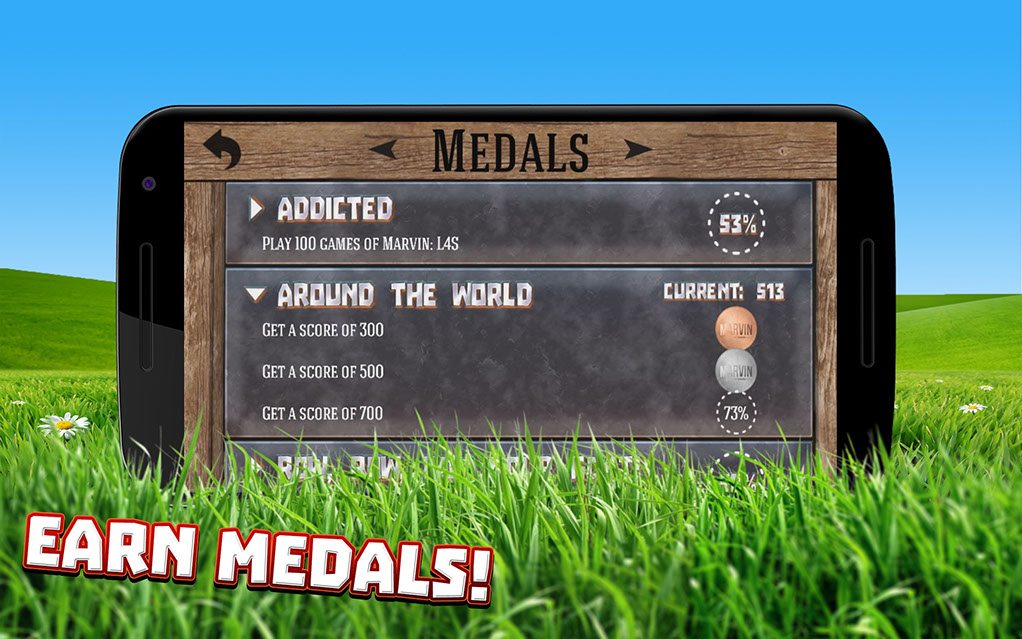 MEDALS
ADDICTED
53%
PLAY 100 GAMES OF MARVIN: L4S
AROUND THE WORLD
CURRENT: 513
GET A SCORE OF 300
MARVIN
GET A SCORE OF 500
MARVIN
GET A SCORE OF 700
73%
EARN MEDALS!